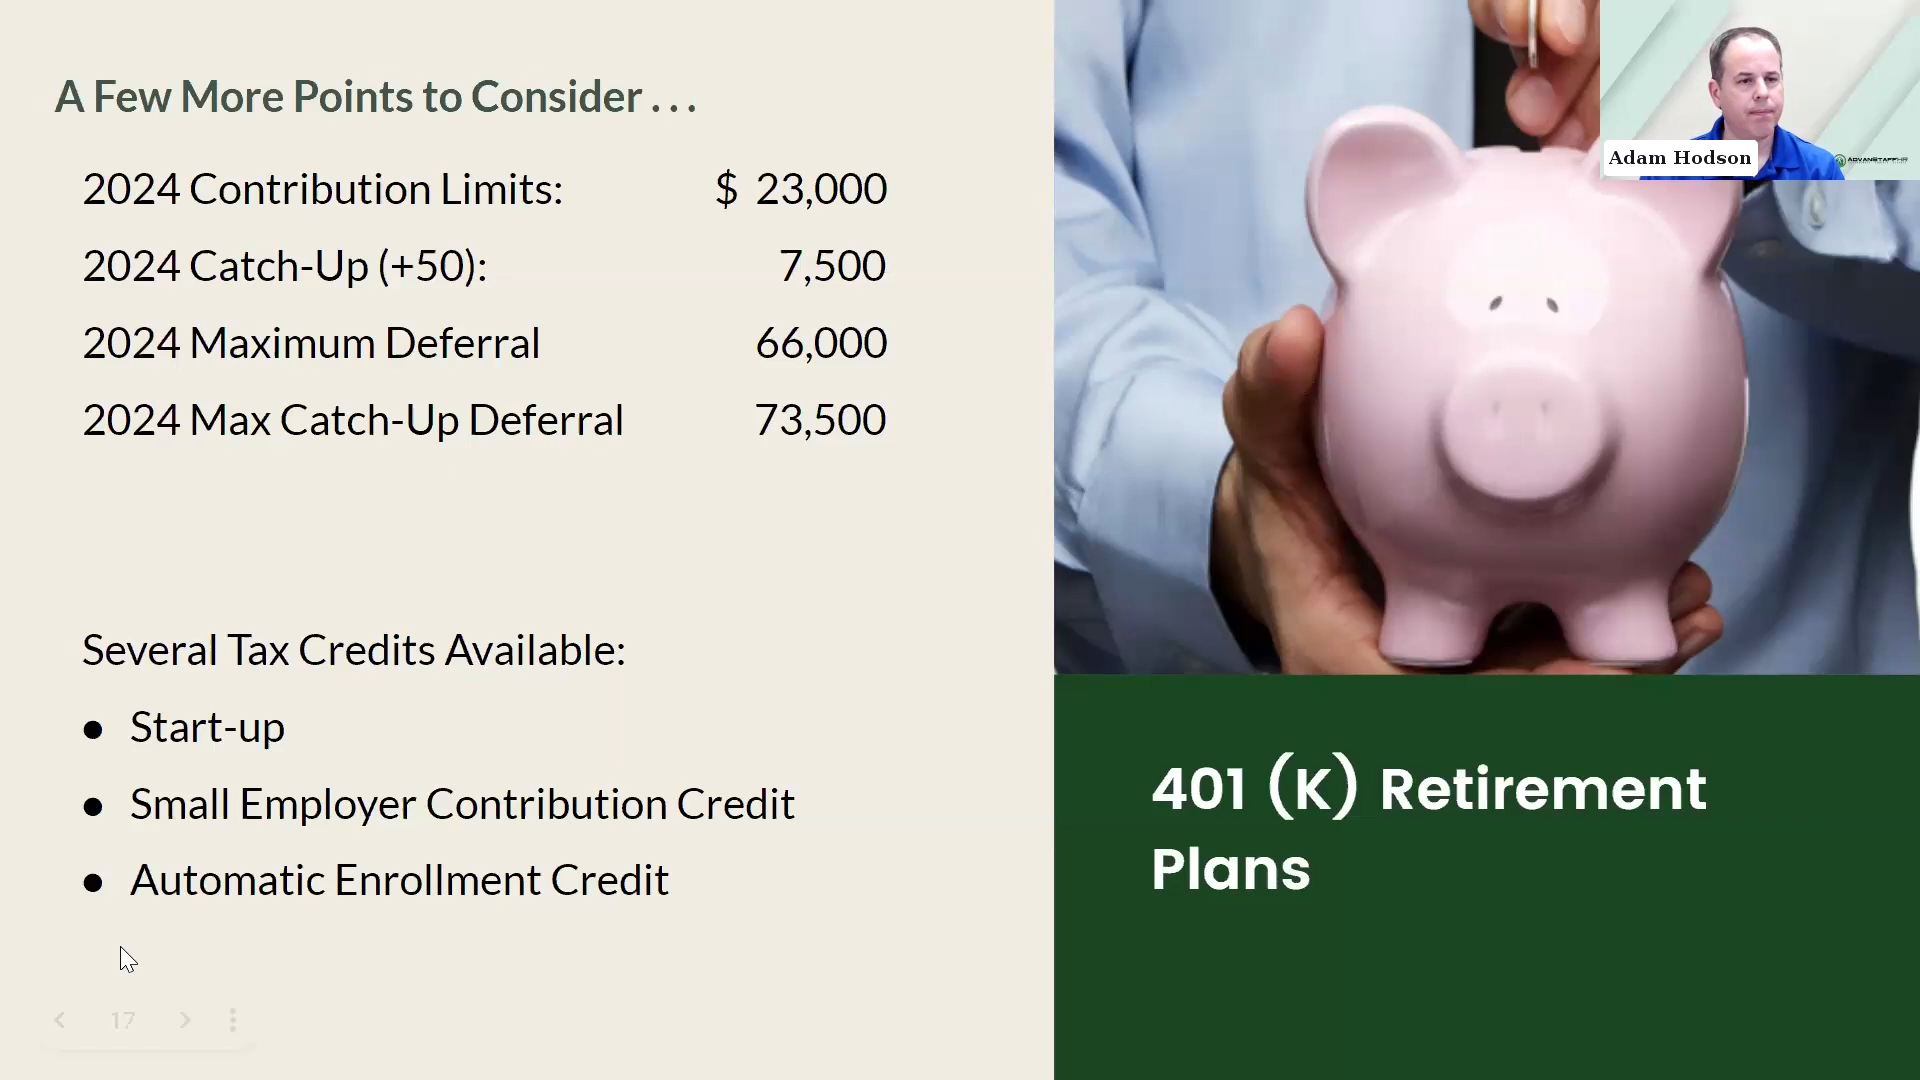 A Few More Points to Consider . . .
2024 Contribution Limits: $ 23,000
2024 Catch-Up (+50): 7,500
2024 Maximum Deferral 66,000
2024 Max Catch-Up Deferral 73,500
Several Tax Credits Available:
● Start-up
● Small Employer Contribution Credit
● Automatic Enrollment Credit
17
Adam Hodson
ADVANSTAFF HR
401 (K) Retirement
Plans